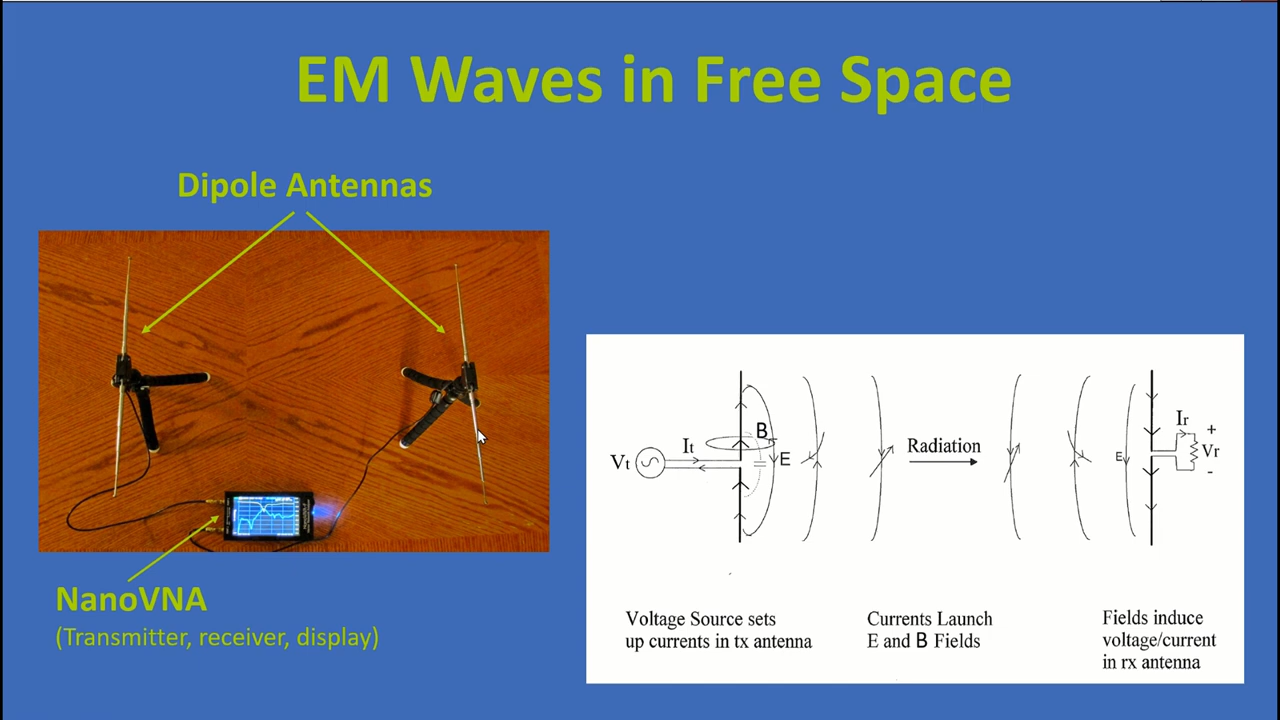 EM Waves in Free Space
Dipole Antennas
NanoVNA
(Transmitter, receiver, display)
Vt
It
B
E
Radiation
E
Ir
+
Vr
-
Voltage Source sets
up currents in tx antenna
Currents Launch
E and B Fields
Fields induce
voltage/current
in rx antenna